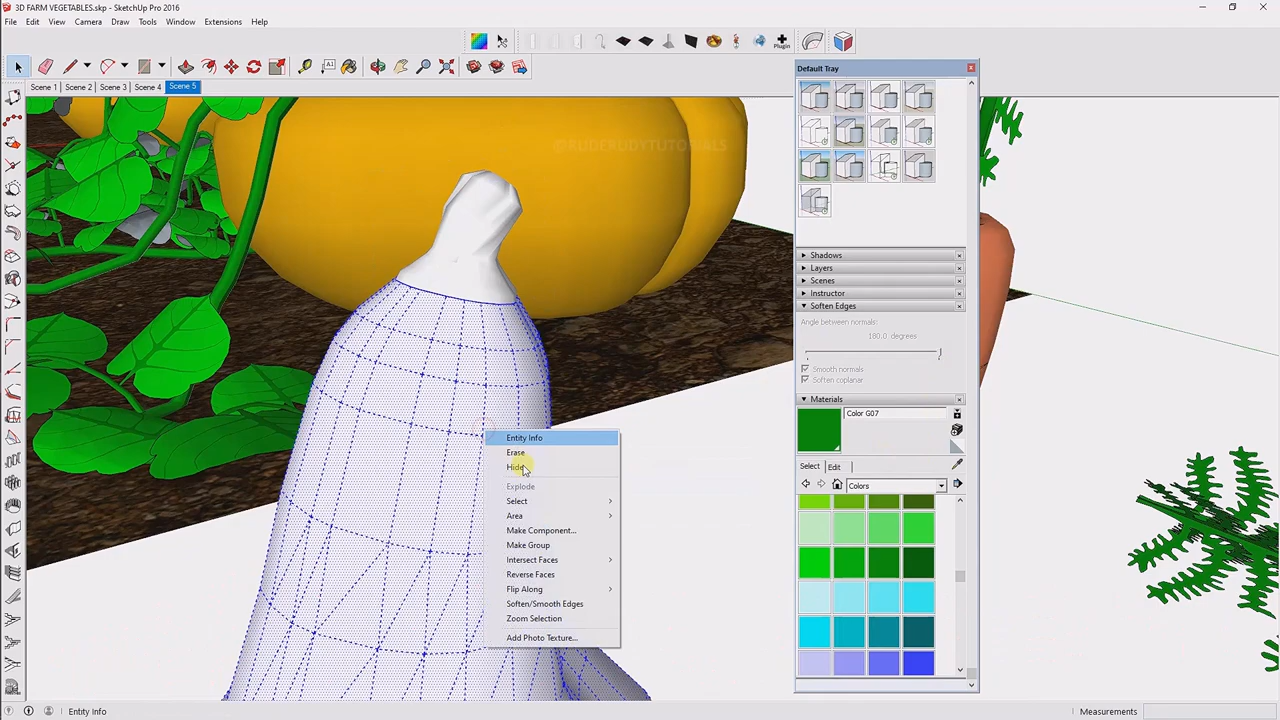 3D FARM VEGETABLES.skp - SketchUp Pro 2016
File Edit View Camera Draw Tools Window Extensions Help
Plugin
A1
Default Tray
Scene 1 Scene 2 Scene 3 Scene 4 Scene 5
©RUDERUDYTUTORIALS
Shadows
Layers
Scenes
Instructor
Soften Edges
Angle between normals:
180.0 degrees
Smooth normals
Soften coplanar
Materials
Color G07
Select Edit
Colors
Entity Info
Erase
Hide
Explode
Select
Area
Make Component...
Make Group
Intersect Faces
Reverse Faces
Flip Along
Soften/Smooth Edges
Zoom Selection
Add Photo Texture...
Entity Info
Measurements